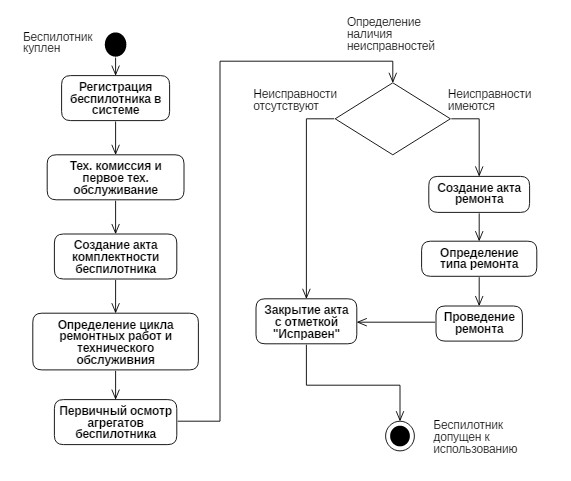 Беспилотник
куплен
Регистрация
беспилотника в
системе
Тех. комиссия и
первое тех.
обслуживание
Создание акта
комплектности
беспилотника
Определение цикла
ремонтных работ и
технического
обслуживния
Первичный осмотр
агрегатов
беспилотника
Определение
наличия
неисправностей
Неисправности
отсутствуют
Неисправности
имеются
Создание акта
ремонта
Определение
типа ремонта
Проведение
ремонта
Закрытие акта
с отметкой
"Исправен"
Беспилотник
допущен к
использованию